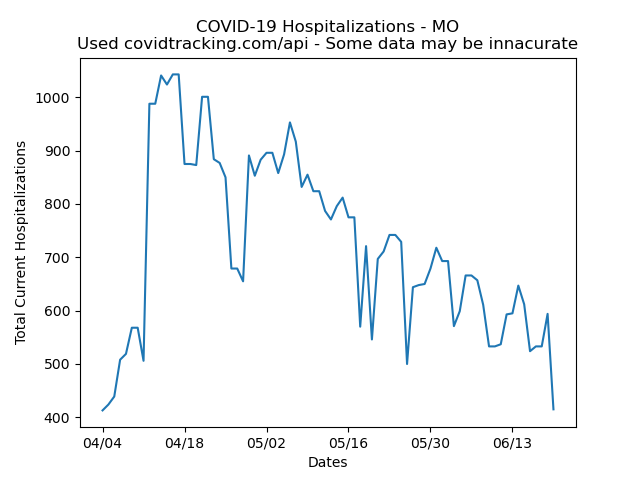 COVID-19 Hospitalizations - MO
Used covidtracking.com/api - Some data may be innacurate
Total Current Hospitalizations
1000
900
800
700
600
500
400
04/04 04/18 05/02 05/16 05/30 06/13
Dates